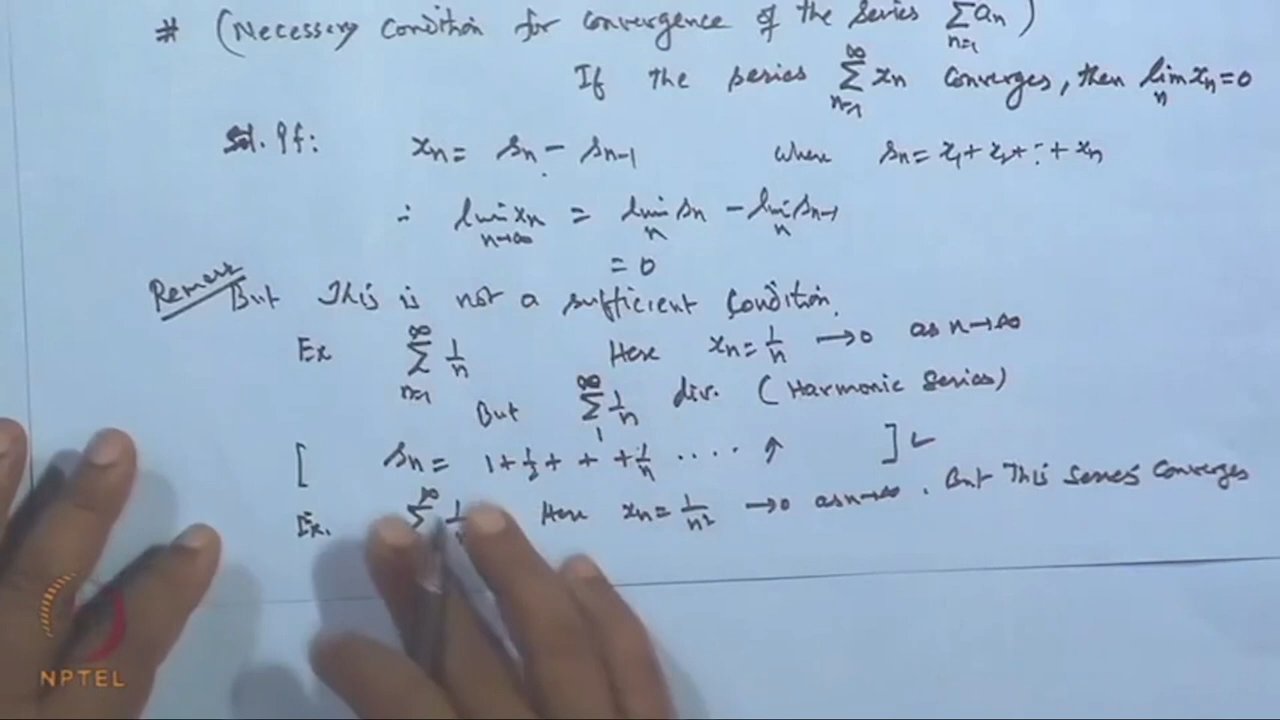 # (Necessary Condition for convergence of the series ∑_{n=1} a_n)
If the series ∑_{n=1}^∞ x_n Converges, then lim_n x_n = 0
Sol. Pf: x_n = s_n - s_{n-1} where s_n = x_1 + x_2 + .. + x_n
∴ lim_{n→∞} x_n = lim_n s_n - lim_n s_{n-1}
= 0
Remark But This is not a sufficient Condition.
Ex ∑_{n=1}^∞ 1/n Here x_n = 1/n → 0 as n→∞
But ∑_1^∞ 1/n div. (Harmonic Series)
[ s_n = 1 + 1/2 + + + 1/n .... ↑ ] ✓
Ex. ∑^∞ 1/n Here x_n = 1/n² → 0 as n→∞. But This series Converges
NPTEL